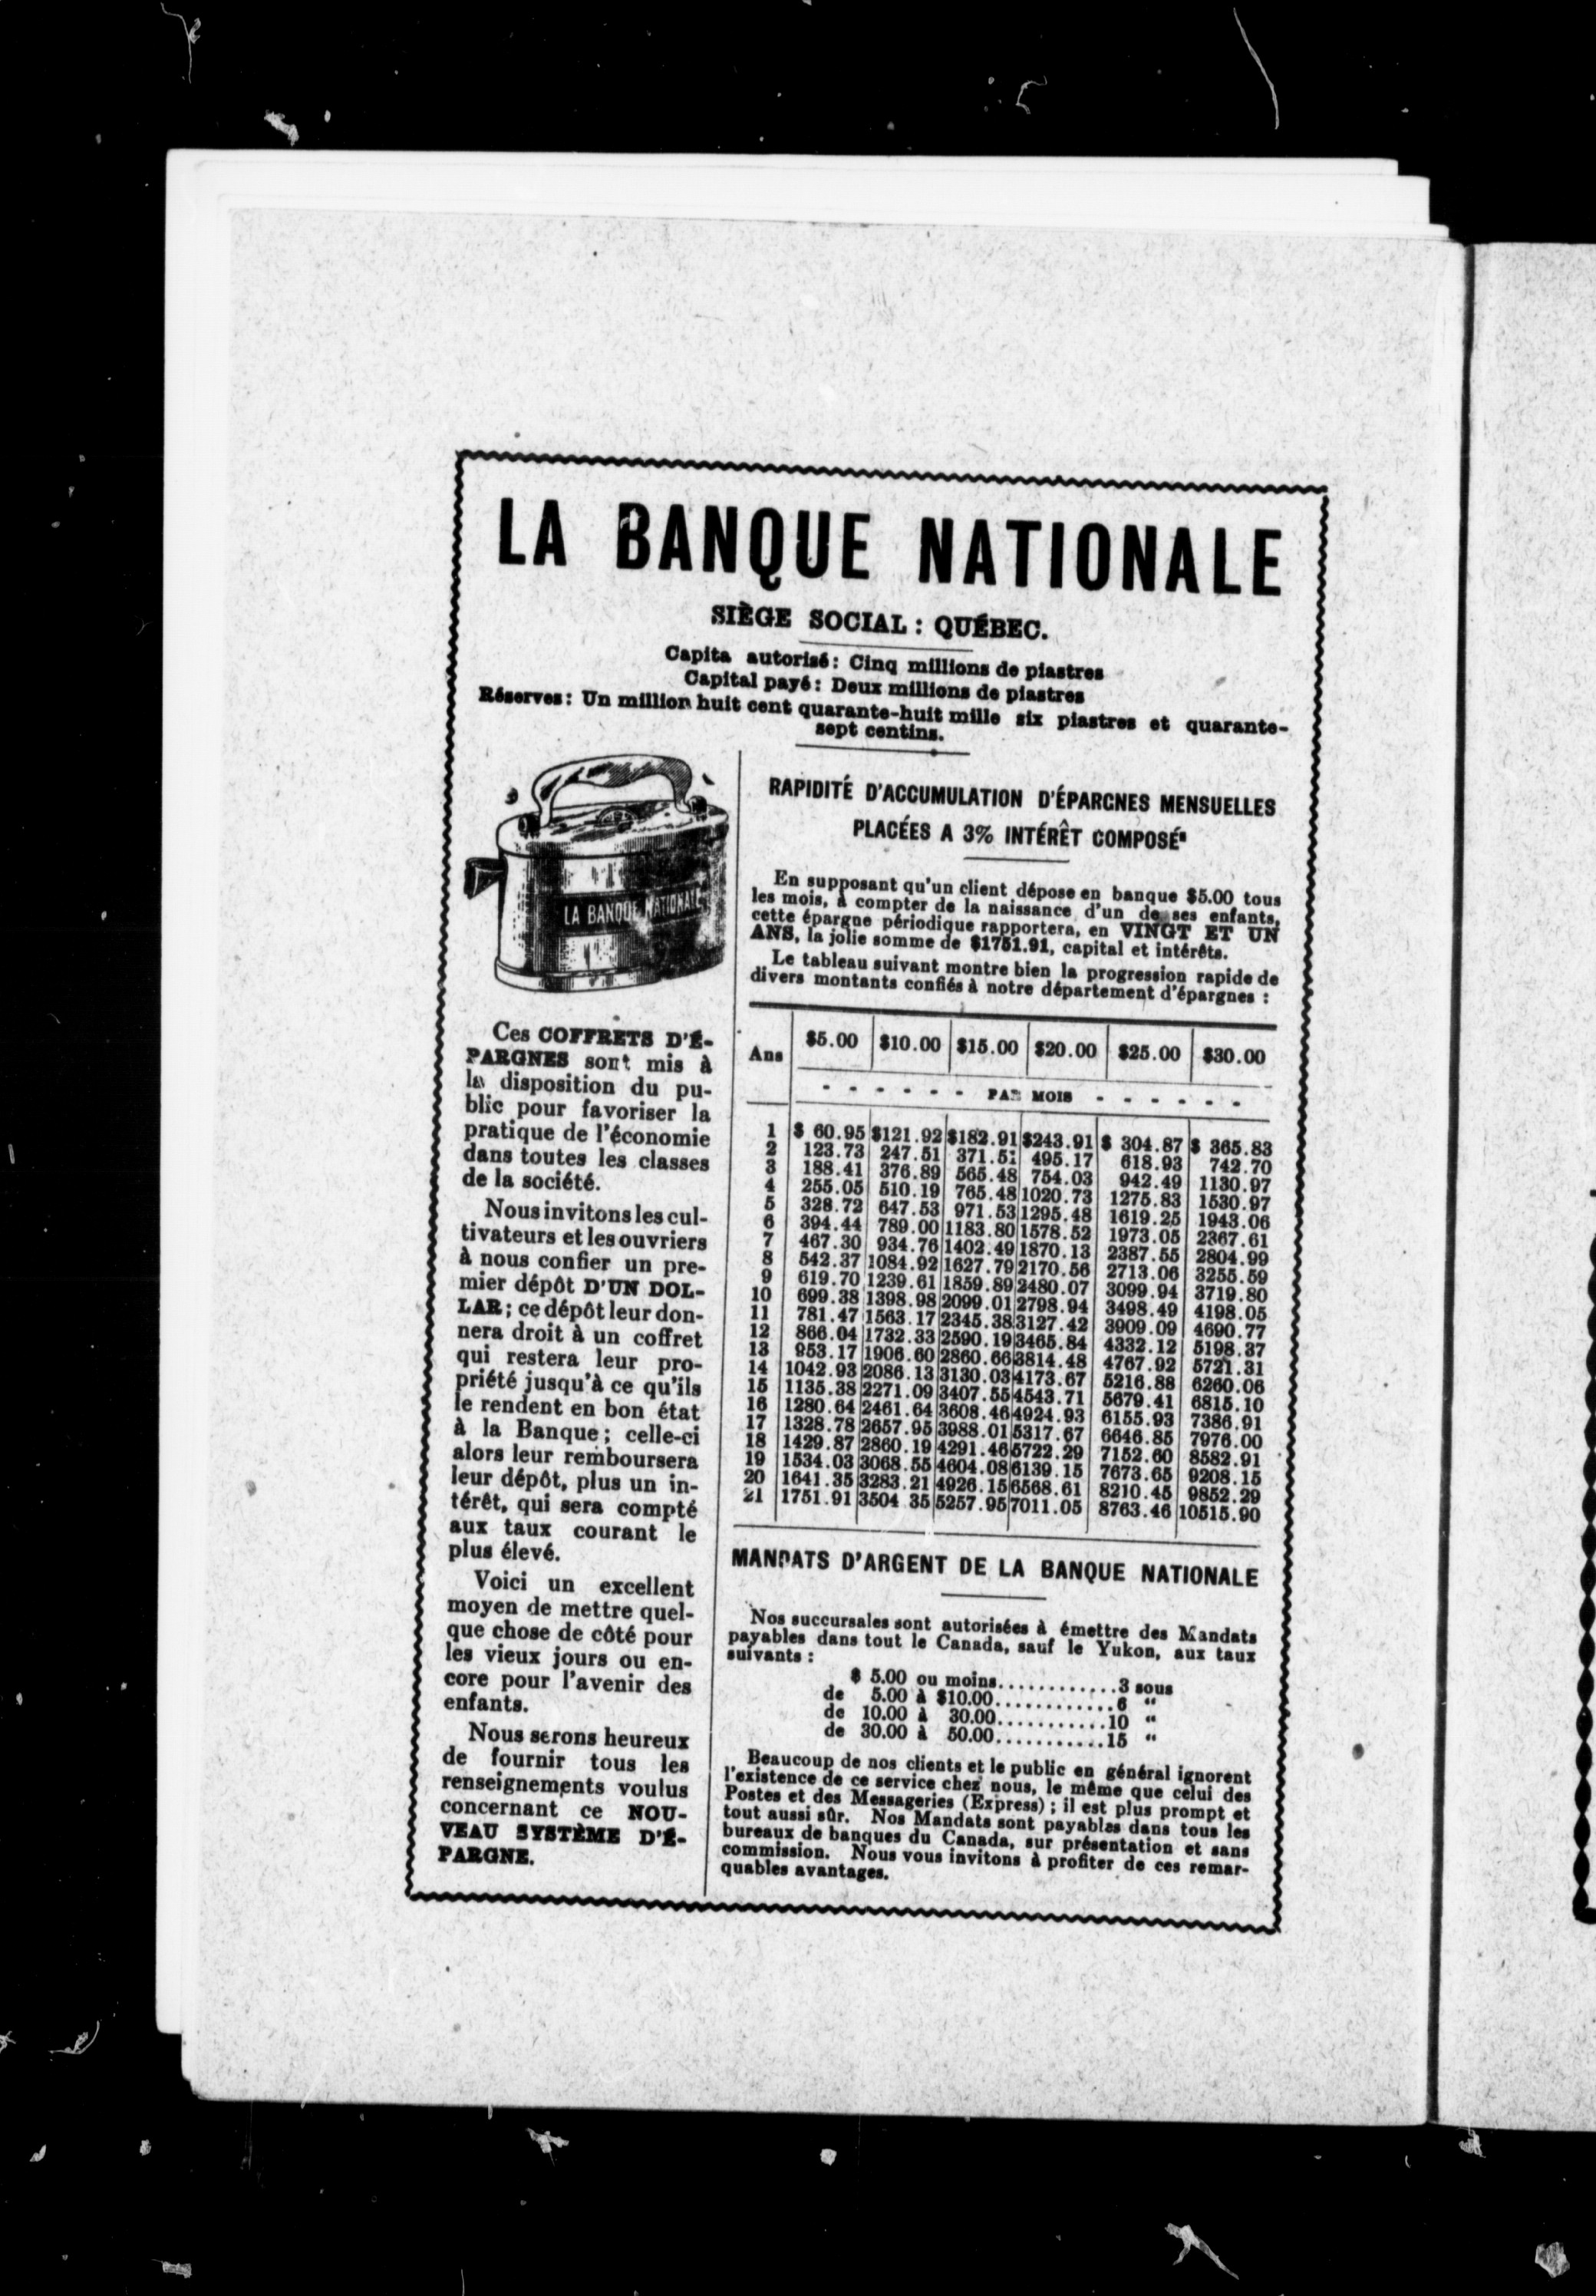 LA BANQUE NATIONALE
SIÈGE SOCIAL : QUÉBEC.
Capita autorisé : Cinq millions de piastres
Capital payé : Deux millions de piastres
Réserves : Un million huit cent quarante-huit mille six piastres et quarante-
sept centins.
LA BANQUE NATIONALE
Ces COFFRETS D'É-
PARGNES sont mis à
la disposition du pu-
blic pour favoriser la
pratique de l'économie
dans toutes les classes
de la société.
Nous invitons les cul-
tivateurs et les ouvriers
à nous confier un pre-
mier dépôt D'UN DOL-
LAR ; ce dépôt leur don-
nera droit à un coffret
qui restera leur pro-
priété jusqu'à ce qu'ils
le rendent en bon état
à la Banque ; celle-ci
alors leur remboursera
leur dépôt, plus un in-
térêt, qui sera compté
aux taux courant le
plus élevé.
Voici un excellent
moyen de mettre quel-
que chose de côté pour
les vieux jours ou en-
core pour l'avenir des
enfants.
Nous serons heureux
de fournir tous les
renseignements voulus
concernant ce NOU-
VEAU SYSTÈME D'É-
PARGNE.
RAPIDITÉ D'ACCUMULATION D'ÉPARGNES MENSUELLES
PLACÉES A 3% INTÉRÊT COMPOSÉ
En supposant qu'un client dépose en banque $5.00 tous
les mois, à compter de la naissance d'un de ses enfants,
cette épargne périodique rapportera, en VINGT ET UN
ANS, la jolie somme de $1751.91, capital et intérêts.
Le tableau suivant montre bien la progression rapide de
divers montants confiés à notre département d'épargnes :
Ans $5.00 $10.00 $15.00 $20.00 $25.00 $30.00
- - - - - - PAR MOIS - - - - - -
1 $ 60.95 $121.92 $182.91 $243.91 $ 304.87 $ 365.83
2 123.73 247.51 371.51 495.17 618.93 742.70
3 188.41 376.89 565.48 754.03 942.49 1130.97
4 255.05 510.19 765.48 1020.73 1275.83 1530.97
5 328.72 647.53 971.53 1295.48 1619.25 1943.06
6 394.44 789.00 1183.80 1578.52 1973.05 2367.61
7 467.30 934.76 1402.49 1870.13 2387.55 2804.99
8 542.37 1084.92 1627.79 2170.56 2713.06 3255.59
9 619.70 1239.61 1859.89 2480.07 3099.94 3719.80
10 699.38 1398.98 2099.01 2798.94 3498.49 4198.05
11 781.47 1563.17 2345.38 3127.42 3909.09 4690.77
12 866.04 1732.33 2590.19 3465.84 4332.12 5198.37
13 953.17 1906.60 2860.66 3814.48 4767.92 5721.31
14 1042.93 2086.13 3130.03 4173.67 5216.88 6260.06
15 1135.38 2271.09 3407.55 4543.71 5679.41 6815.10
16 1280.64 2461.64 3608.46 4924.93 6155.93 7386.91
17 1328.78 2657.95 3988.01 5317.67 6646.85 7976.00
18 1429.87 2860.19 4291.46 5722.29 7152.60 8582.91
19 1534.03 3068.55 4604.08 6139.15 7673.65 9208.15
20 1641.35 3283.21 4926.15 6568.61 8210.45 9852.29
21 1751.91 3504 35 5257.95 7011.05 8763.46 10515.90
MANDATS D'ARGENT DE LA BANQUE NATIONALE
Nos succursales sont autorisées à émettre des Mandats
payables dans tout le Canada, sauf le Yukon, aux taux
suivants :
$ 5.00 ou moins............3 sous
de 5.00 à $10.00............6 "
de 10.00 à 30.00...........10 "
de 30.00 à 50.00...........15 "
Beaucoup de nos clients et le public en général ignorent
l'existence de ce service chez nous, le même que celui des
Postes et des Messageries (Express) ; il est plus prompt et
tout aussi sûr. Nos Mandats sont payables dans tous les
bureaux de banques du Canada, sur présentation et sans
commission. Nous vous invitons à profiter de ces remar-
quables avantages.